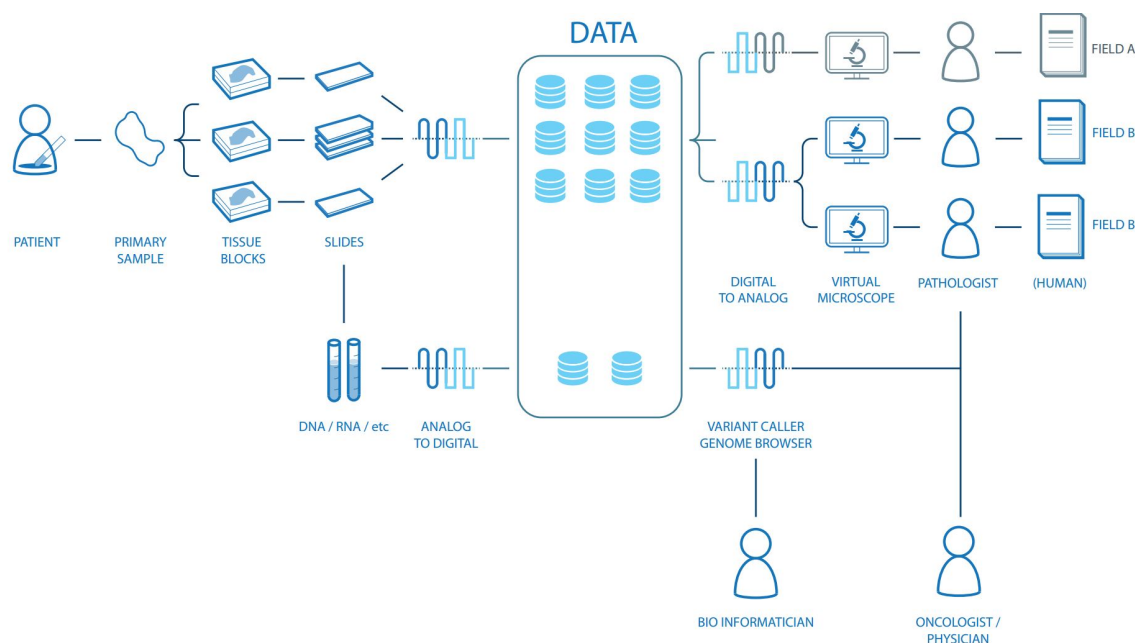 DATA
FIELD A
FIELD B
FIELD B
PATIENT
PRIMARY
SAMPLE
TISSUE
BLOCKS
SLIDES
DIGITAL
TO ANALOG
VIRTUAL
MICROSCOPE
PATHOLOGIST
(HUMAN)
DNA / RNA / etc
ANALOG
TO DIGITAL
VARIANT CALLER
GENOME BROWSER
BIO INFORMATICIAN
ONCOLOGIST /
PHYSICIAN